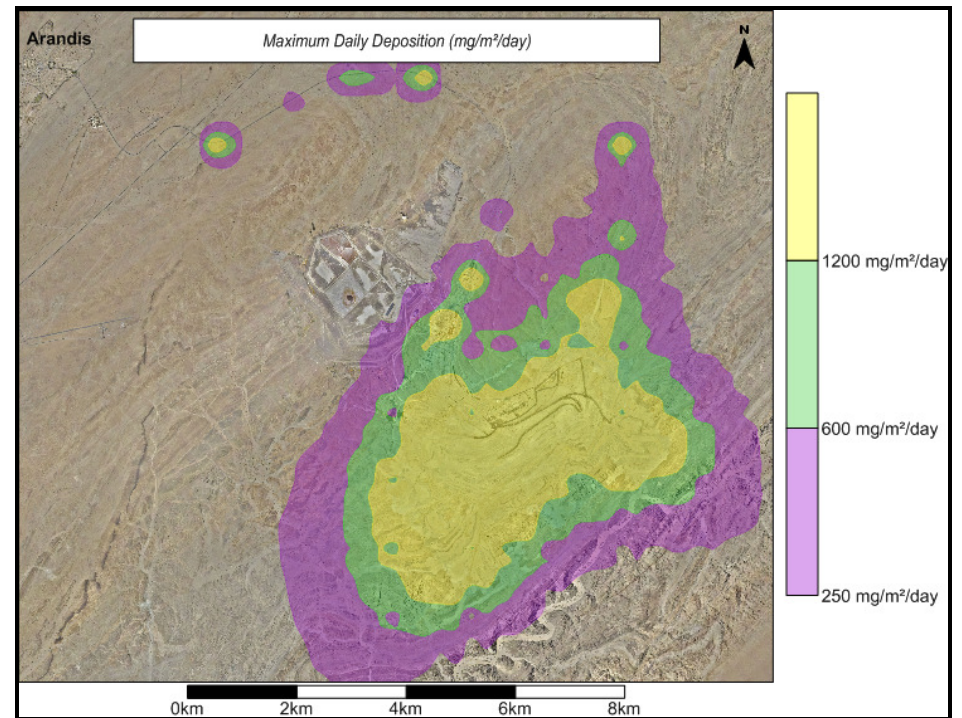 Arandis
Maximum Daily Deposition (mg/m²/day)
N
1200 mg/m²/day
600 mg/m²/day
250 mg/m²/day
0km 2km 4km 6km 8km